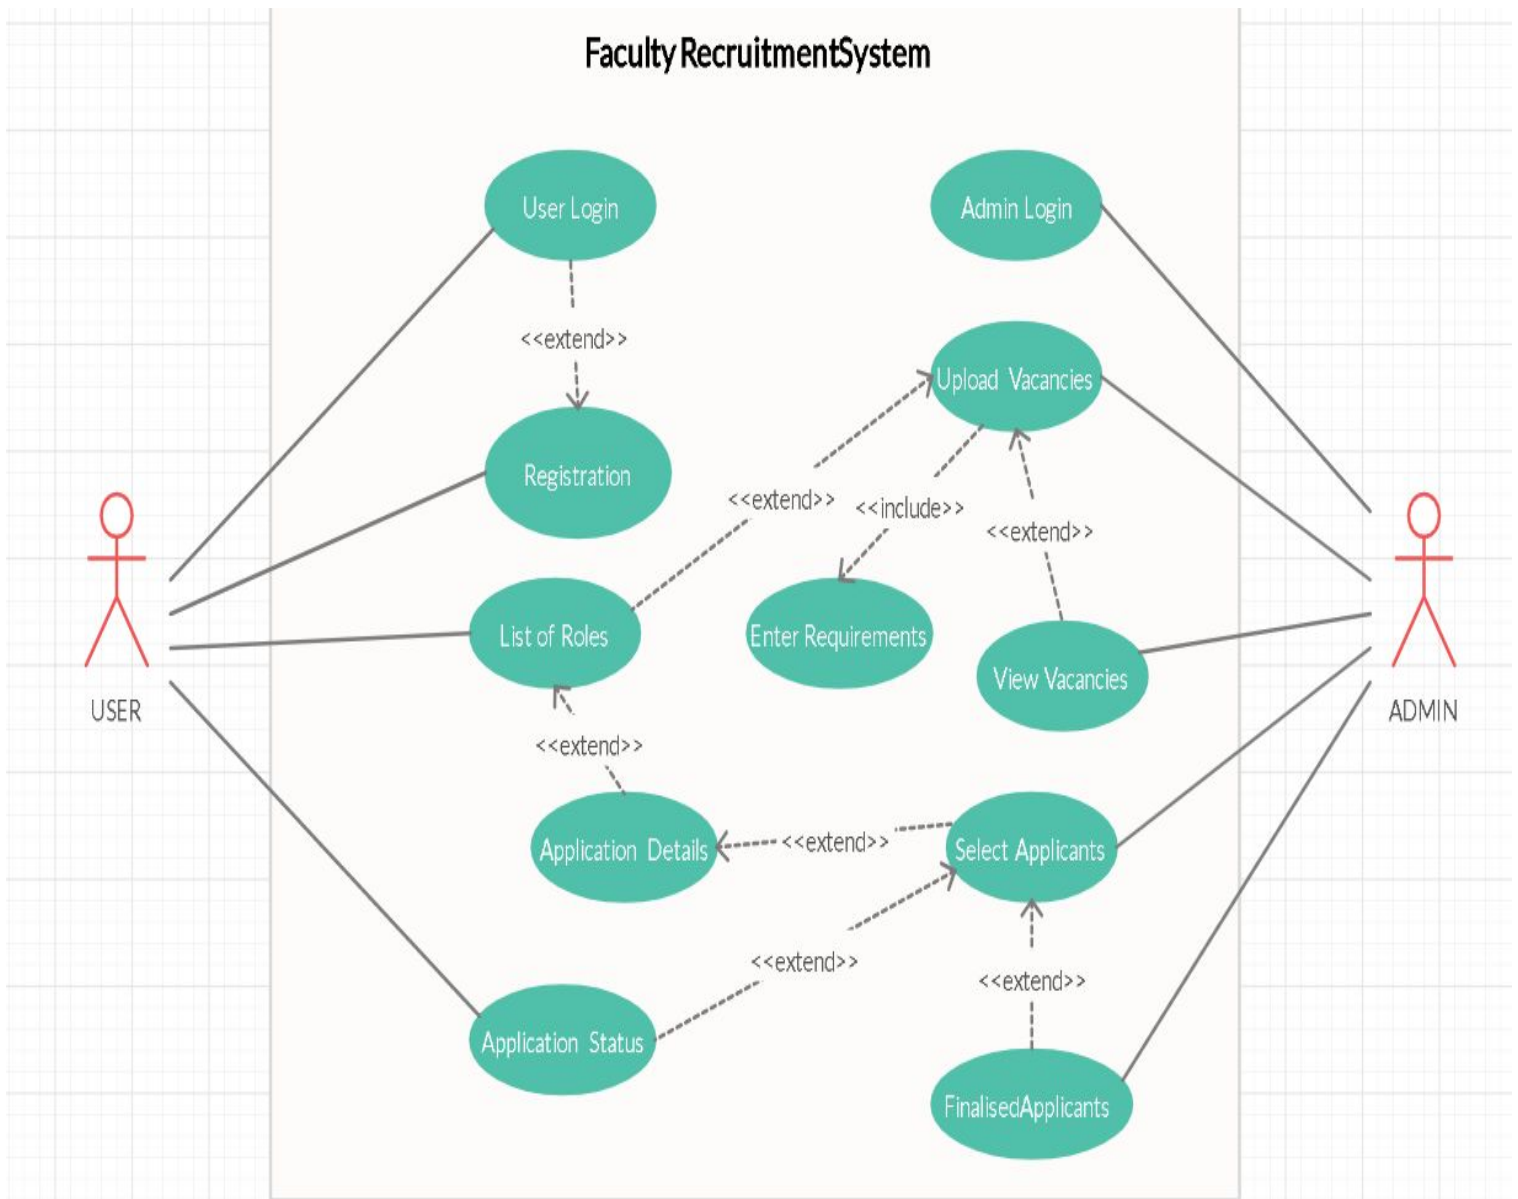 Faculty RecruitmentSystem
User Login
Admin Login
<<extend>>
Upload Vacancies
Registration
<<extend>>
<<include>>
<<extend>>
List of Roles
Enter Requirements
View Vacancies
USER
ADMIN
<<extend>>
Application Details
<<extend>>
Select Applicants
<<extend>>
<<extend>>
Application Status
FinalisedApplicants